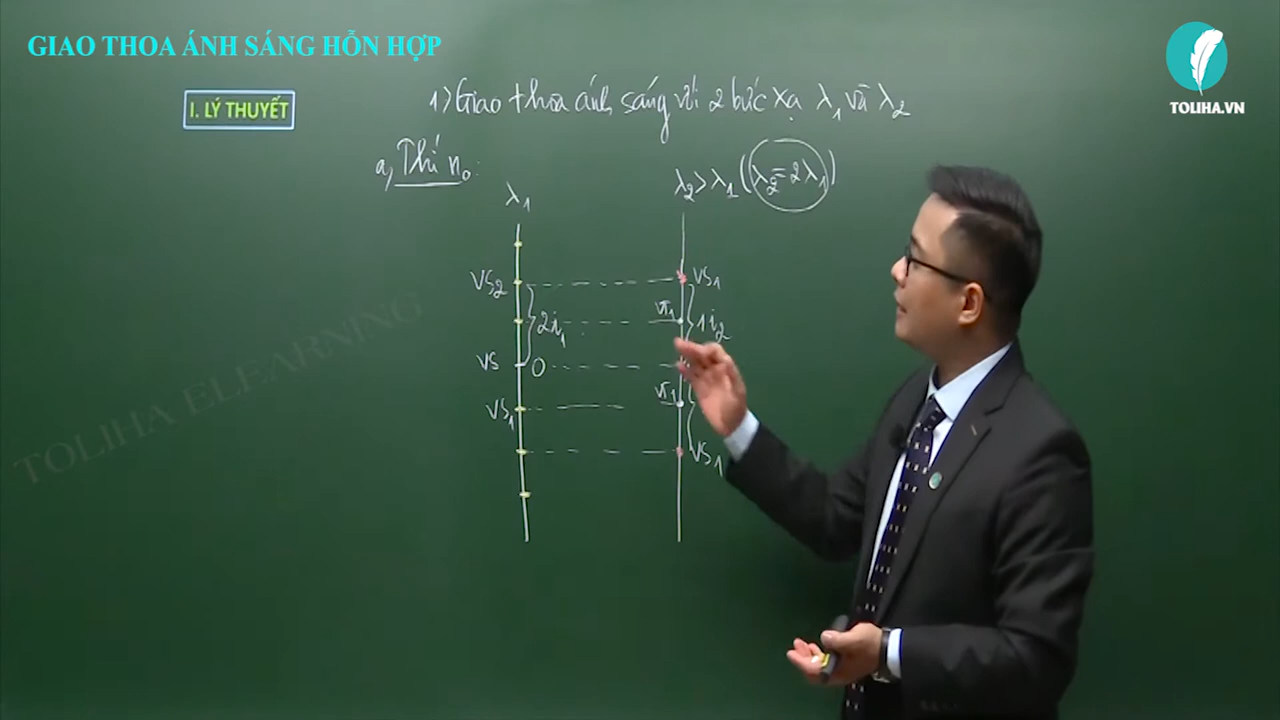 GIAO THOA ÁNH SÁNG HỖN HỢP
TOLIHA.VN
I. LÝ THUYẾT
1> Giao thoa ánh sáng với 2 bức xạ λ1 và λ2
a, Thí no:
λ1
λ2 > λ1 (λ2 = 2λ1)
VS2
VS1
2i1
VT1
1i2
VS
O
VS1
VT1
VS1
TOLIHA ELEARNING